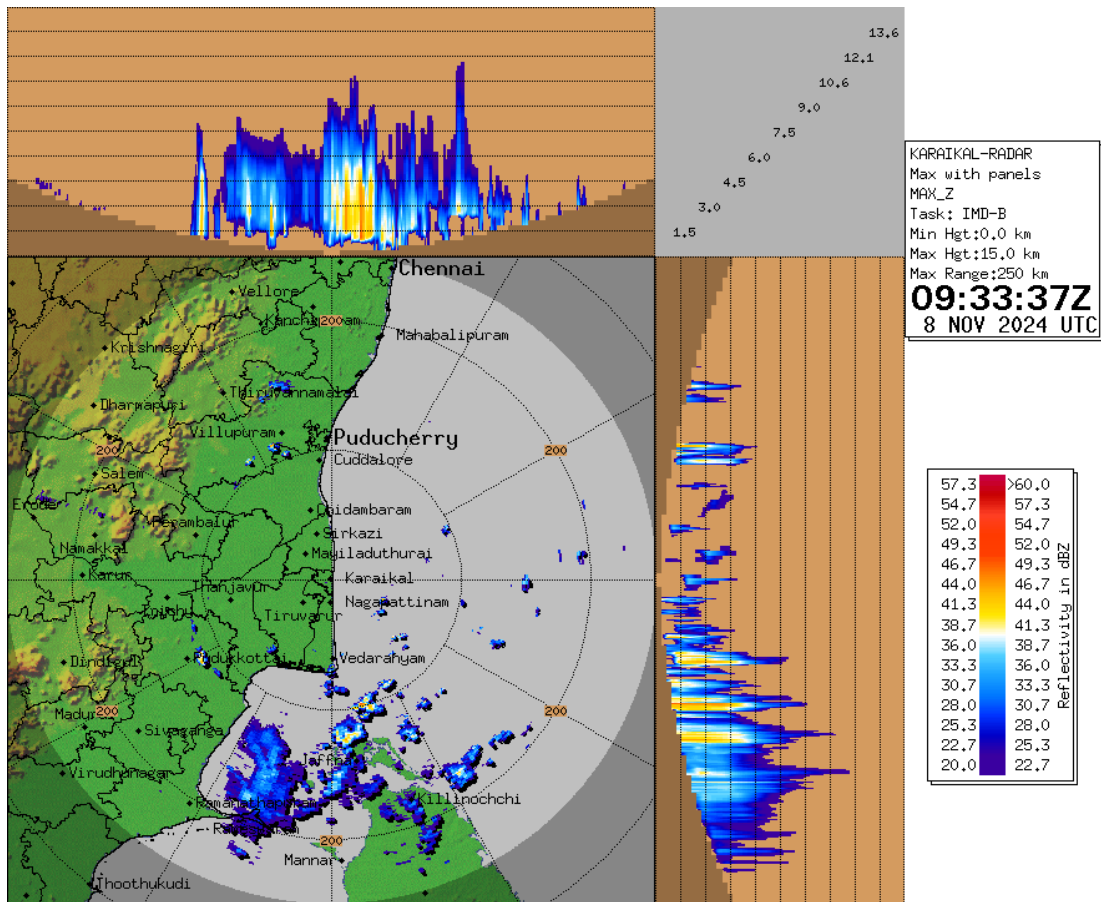 13.6
12.1
10.6
9.0
7.5
6.0
4.5
3.0
1.5
KARAIKAL-RADAR
Max with panels
MAX_Z
Task: IMD-B
Min Hgt:0.0 km
Max Hgt:15.0 km
Max Range:250 km
09:33:37Z
8 NOV 2024 UTC
Chennai
Vellore
200
Mahabalipuram
Krishnagiri
Thiruvannamalai
Dharmapuri
Villupuram
Puducherry
200
200
Cuddalore
Salem
Erode
Chidambaram
Perambalur
Sirkazi
Namakkal
Mayiladuthurai
Karur
Karaikal
Thanjavur
Nagapattinam
Tiruvarur
Dindigul
Pudukkottai
Vedaranyam
200
200
Sivaganga
Jaffna
Virudhunagar
Killinochchi
200
Mannar
Thoothukudi
57.3 >60.0
54.7 57.3
52.0 54.7
49.3 52.0
46.7 49.3
44.0 46.7
41.3 44.0
38.7 41.3
36.0 38.7
33.3 36.0
30.7 33.3
28.0 30.7
25.3 28.0
22.7 25.3
20.0 22.7
Reflectivity in dBZ